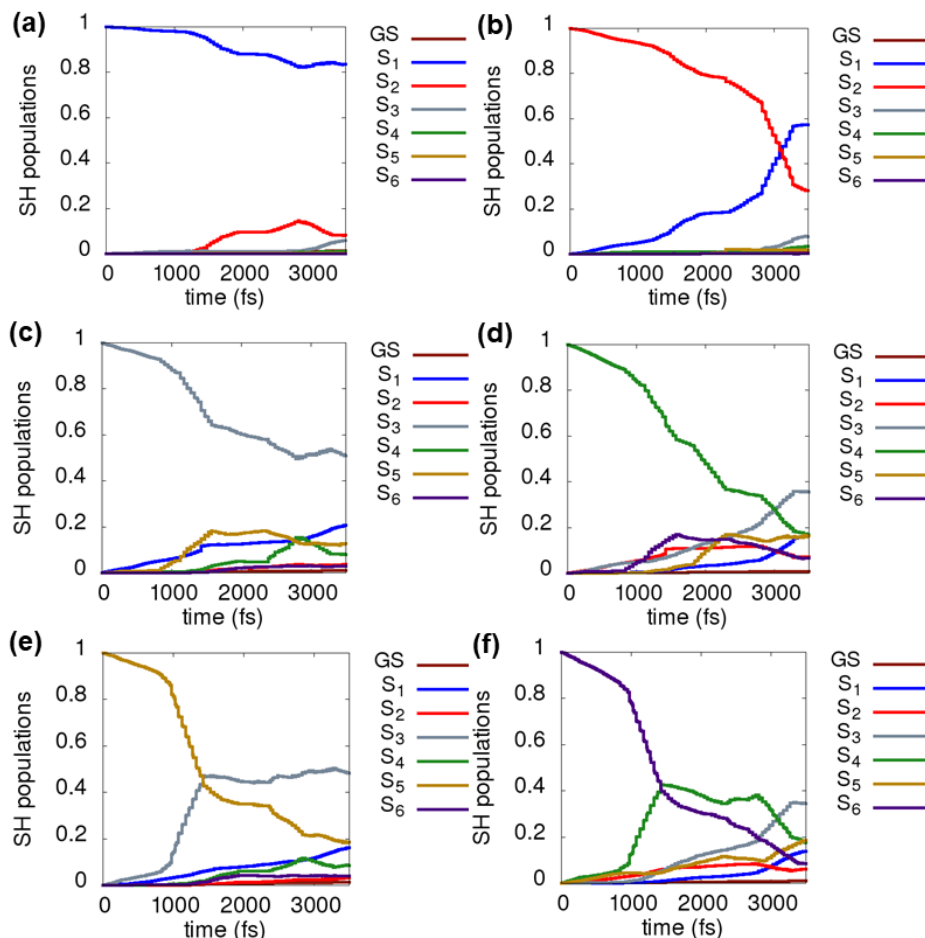 (a)
SH populations
1
0.8
0.6
0.4
0.2
0
0 1000 2000 3000
time (fs)
GS
S1
S2
S3
S4
S5
S6
(b)
SH populations
1
0.8
0.6
0.4
0.2
0
0 1000 2000 3000
time (fs)
GS
S1
S2
S3
S4
S5
S6
(c)
SH populations
1
0.8
0.6
0.4
0.2
0
0 1000 2000 3000
time (fs)
GS
S1
S2
S3
S4
S5
S6
(d)
SH populations
1
0.8
0.6
0.4
0.2
0
0 1000 2000 3000
time (fs)
GS
S1
S2
S3
S4
S5
S6
(e)
SH populations
1
0.8
0.6
0.4
0.2
0
0 1000 2000 3000
time (fs)
GS
S1
S2
S3
S4
S5
S6
(f)
SH populations
1
0.8
0.6
0.4
0.2
0
0 1000 2000 3000
time (fs)
GS
S1
S2
S3
S4
S5
S6